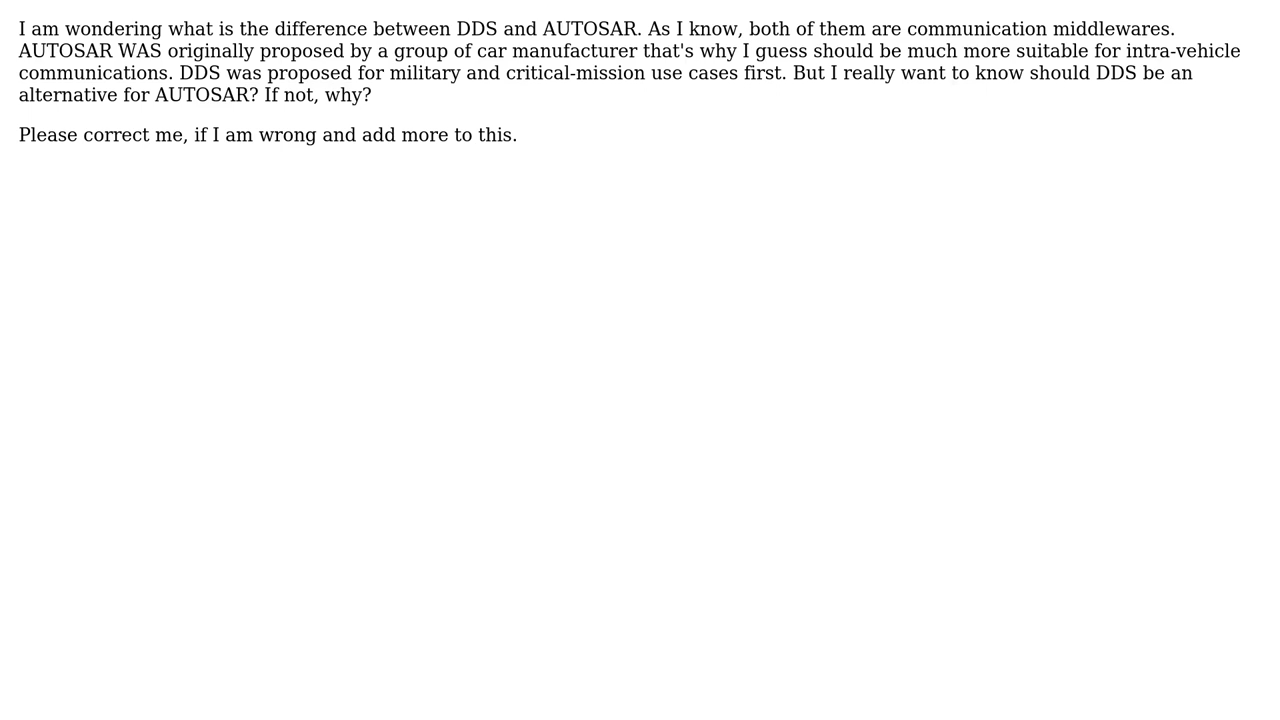 I am wondering what is the difference between DDS and AUTOSAR. As I know, both of them are communication middlewares.
AUTOSAR WAS originally proposed by a group of car manufacturer that's why I guess should be much more suitable for intra-vehicle
communications. DDS was proposed for military and critical-mission use cases first. But I really want to know should DDS be an
alternative for AUTOSAR? If not, why?
Please correct me, if I am wrong and add more to this.